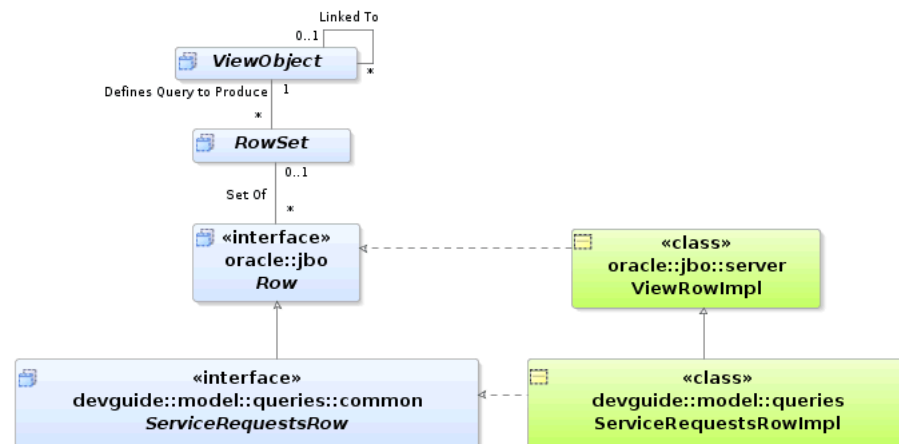 Linked To
0..1
ViewObject
*
Defines Query to Produce
1
*
RowSet
0..1
Set Of
*
«interface»
oracle::jbo
Row
«class»
oracle::jbo::server
ViewRowImpl
«interface»
devguide::model::queries::common
ServiceRequestsRow
«class»
devguide::model::queries
ServiceRequestsRowImpl